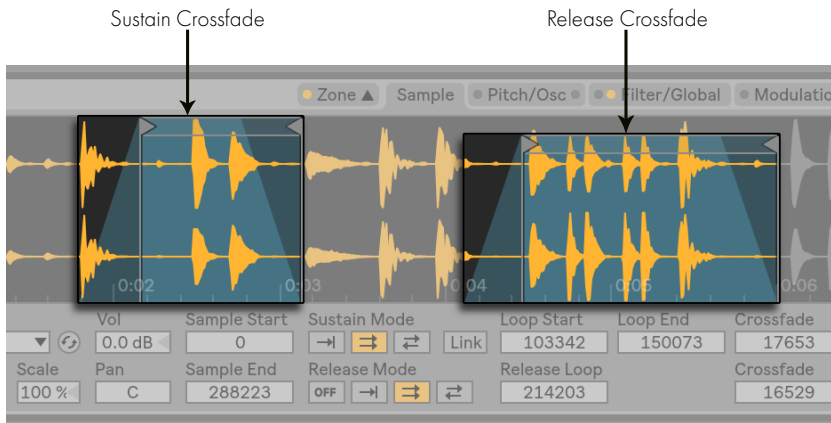 Sustain Crossfade Release Crossfade
Zone Sample Pitch/Osc Filter/Global
0:02 0:03 0:04 0:05 0:06
Vol Sample Start Sustain Mode Loop Start Loop End Crossfade
0.0 dB 0 Link 103342 150073 17653
Scale Pan Sample End Release Mode Release Loop Crossfade
100 % C 288223 OFF 214203 16529